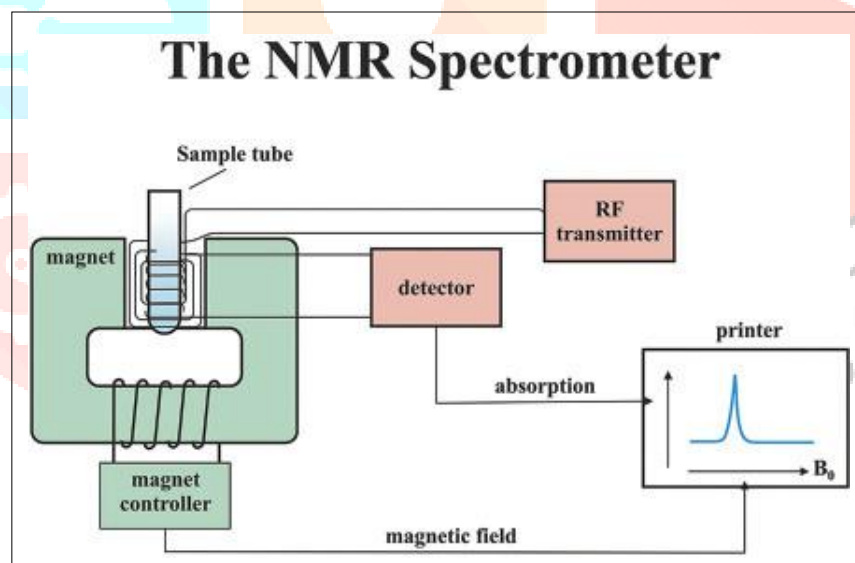 The NMR Spectrometer
Sample tube
RF
transmitter
magnet
detector
printer
absorption
B₀
magnet
controller
magnetic field